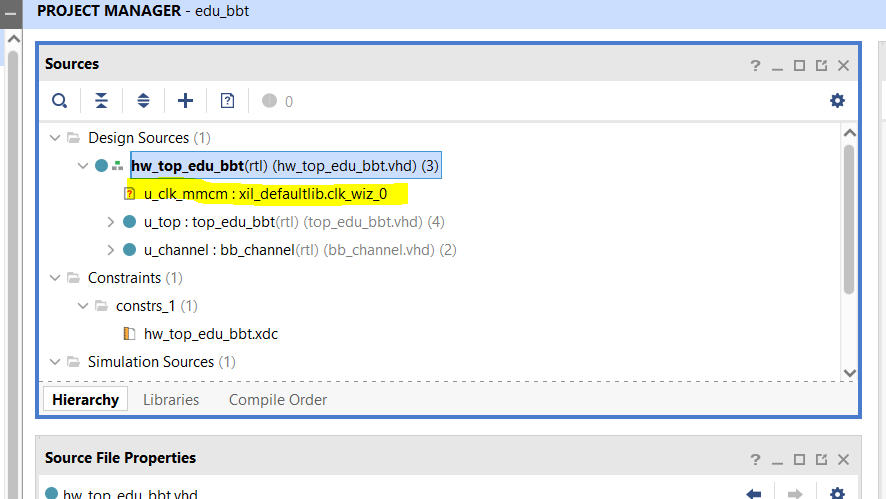 PROJECT MANAGER - edu_bbt
Sources
? _
0
Design Sources (1)
hw_top_edu_bbt(rtl) (hw_top_edu_bbt.vhd) (3)
u_clk_mmcm : xil_defaultlib.clk_wiz_0
u_top : top_edu_bbt(rtl) (top_edu_bbt.vhd) (4)
u_channel : bb_channel(rtl) (bb_channel.vhd) (2)
Constraints (1)
constrs_1 (1)
hw_top_edu_bbt.xdc
Simulation Sources (1)
Hierarchy Libraries Compile Order
Source File Properties
? _
hw_top_edu_bbt.vhd